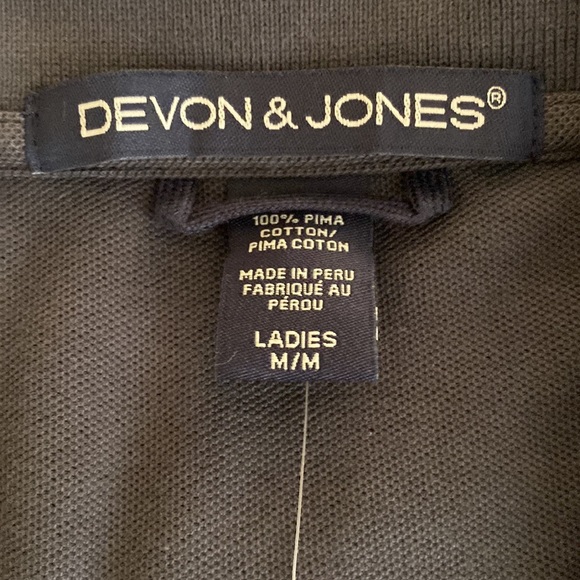 DEVON & JONES®
100% PIMA
COTTON/
PIMA COTON
MADE IN PERU
FABRIQUÉ AU
PÉROU
LADIES
M/M